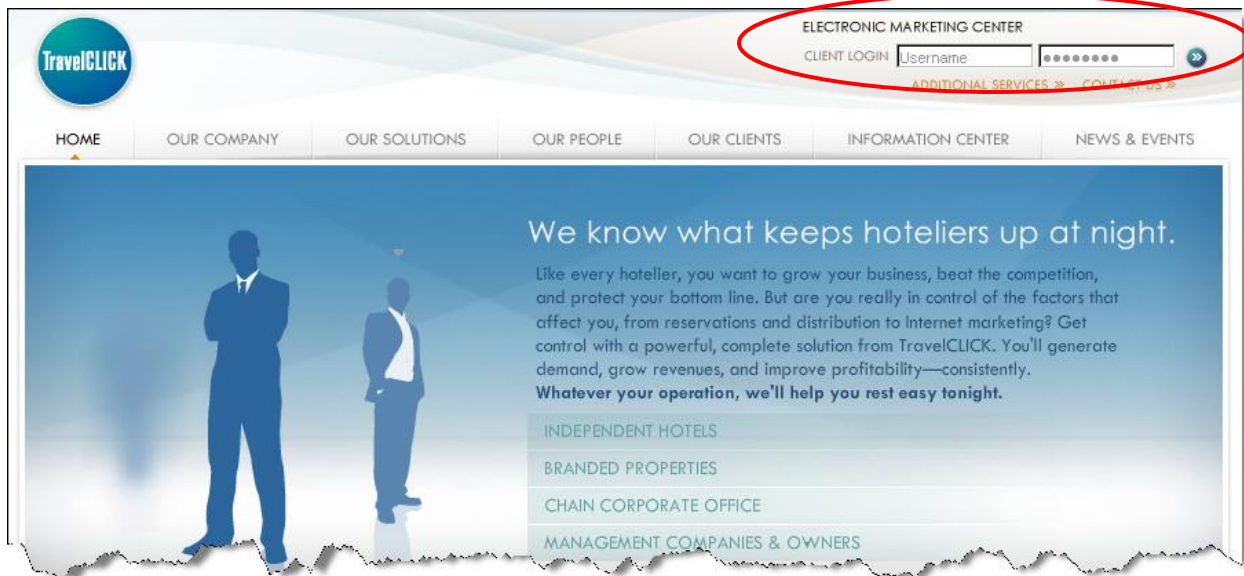 ELECTRONIC MARKETING CENTER
TravelCLICK
CLIENT LOGIN Username ●●●●●●●● »
ADDITIONAL SERVICES » CONTACT US »
HOME OUR COMPANY OUR SOLUTIONS OUR PEOPLE OUR CLIENTS INFORMATION CENTER NEWS & EVENTS
We know what keeps hoteliers up at night.
Like every hotelier, you want to grow your business, beat the competition,
and protect your bottom line. But are you really in control of the factors that
affect you, from reservations and distribution to Internet marketing? Get
control with a powerful, complete solution from TravelCLICK. You'll generate
demand, grow revenues, and improve profitability—consistently.
Whatever your operation, we'll help you rest easy tonight.
INDEPENDENT HOTELS
BRANDED PROPERTIES
CHAIN CORPORATE OFFICE
MANAGEMENT COMPANIES & OWNERS